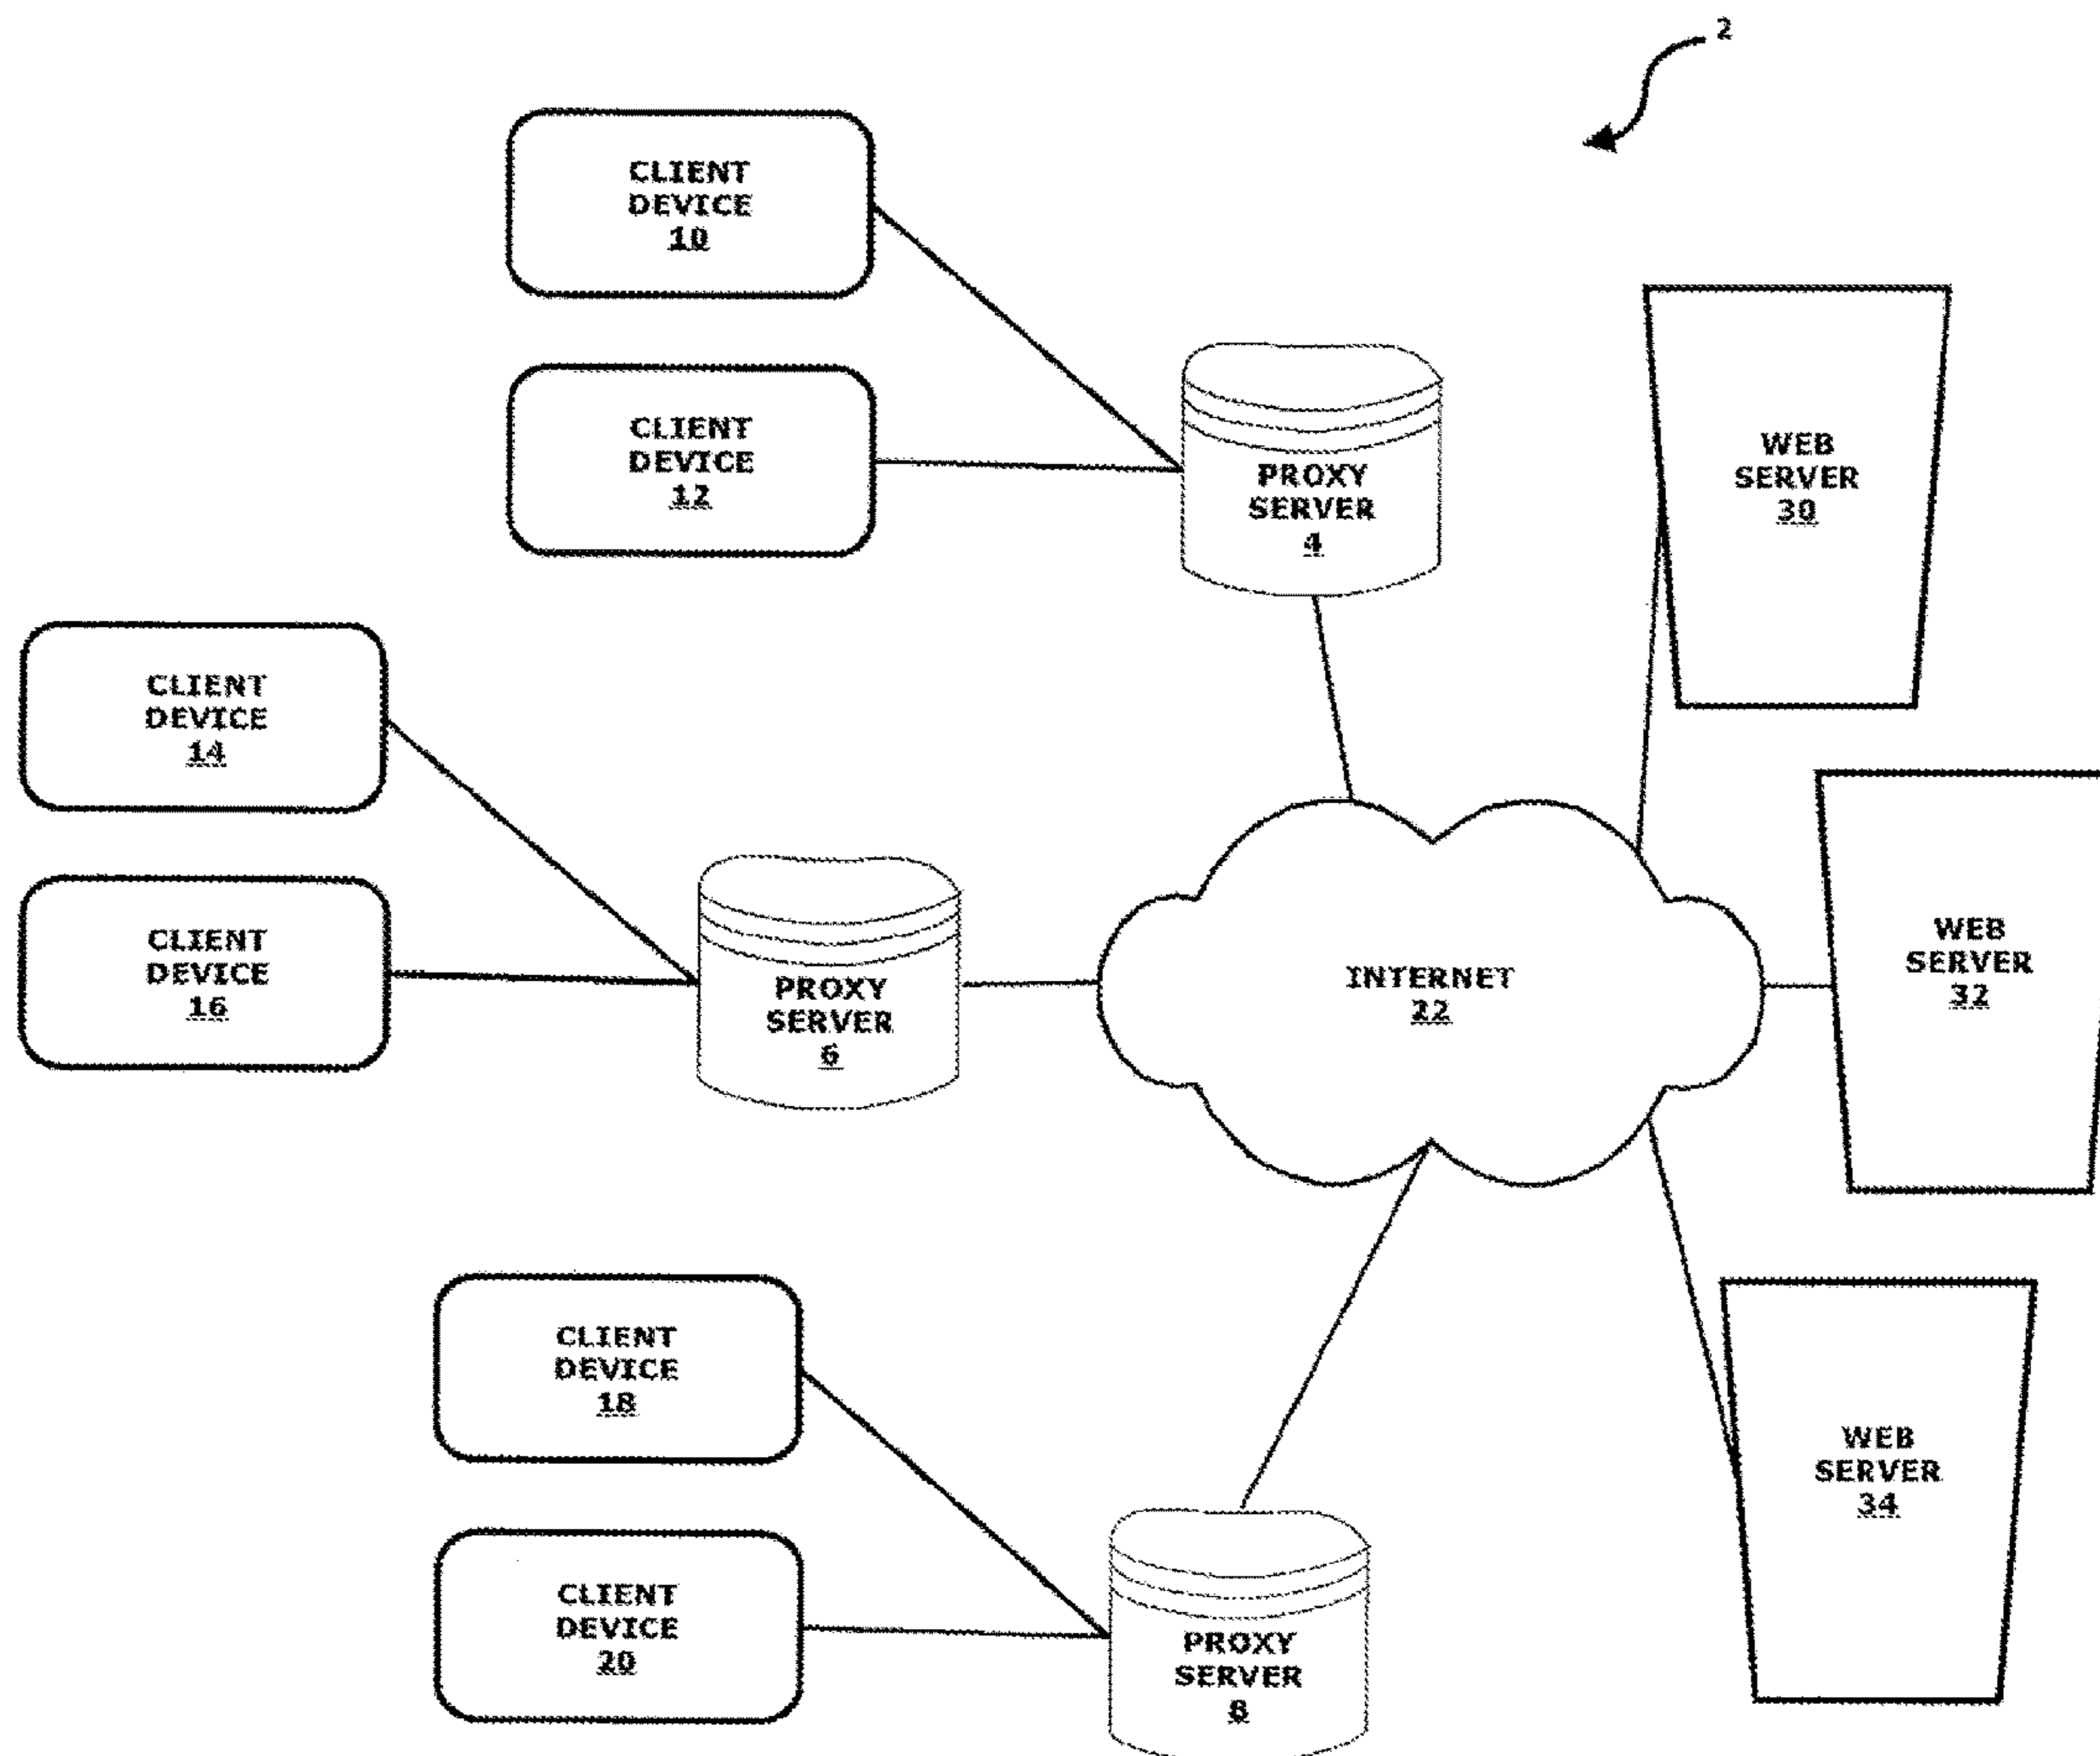 2
CLIENT
DEVICE
10
CLIENT
DEVICE
12
PROXY
SERVER
4
WEB
SERVER
30
CLIENT
DEVICE
14
CLIENT
DEVICE
16
PROXY
SERVER
6
INTERNET
22
WEB
SERVER
32
CLIENT
DEVICE
18
CLIENT
DEVICE
20
PROXY
SERVER
8
WEB
SERVER
34